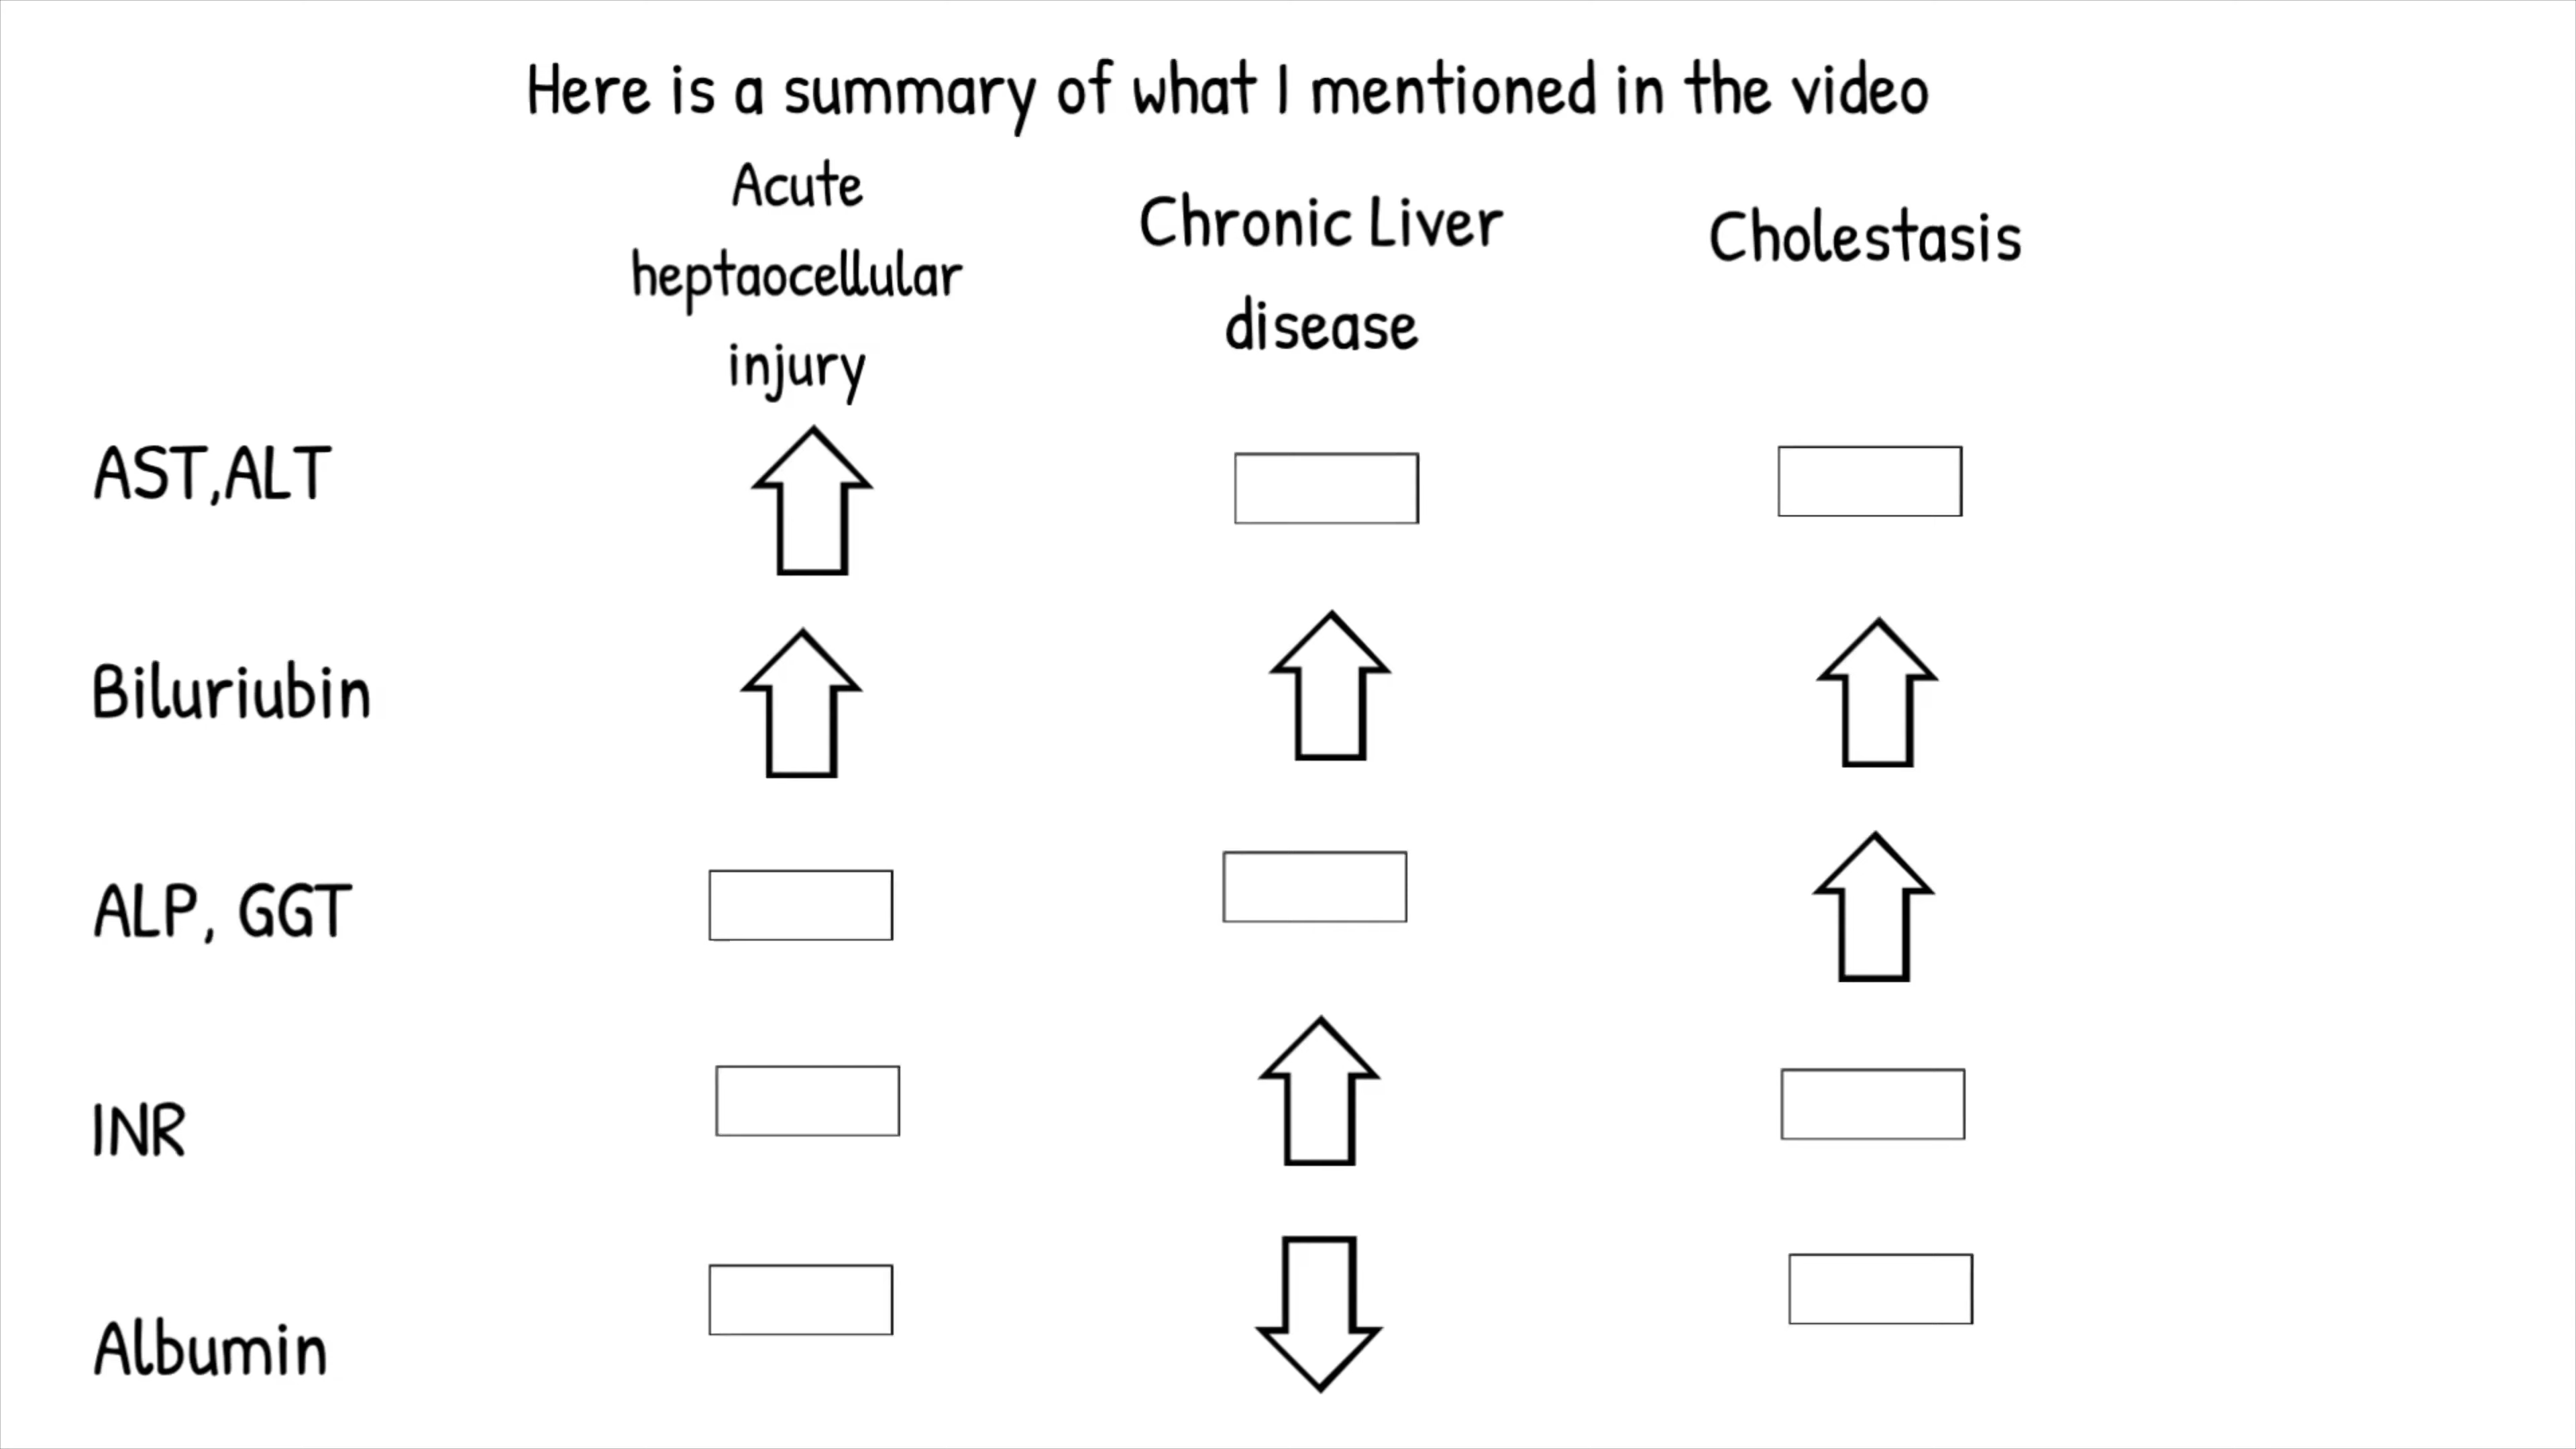 Here is a summary of what I mentioned in the video
Acute
heptaocellular
injury
Chronic Liver
disease
Cholestasis
AST,ALT
Biluriubin
ALP, GGT
INR
Albumin